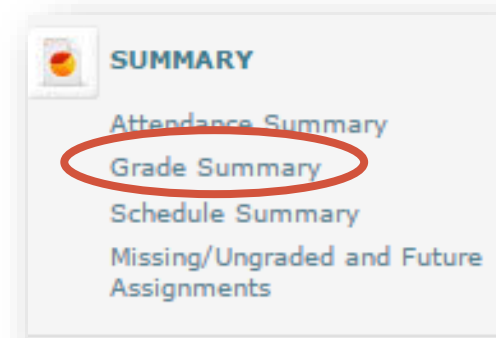 SUMMARY
Attendance Summary
Grade Summary
Schedule Summary
Missing/Ungraded and Future
Assignments